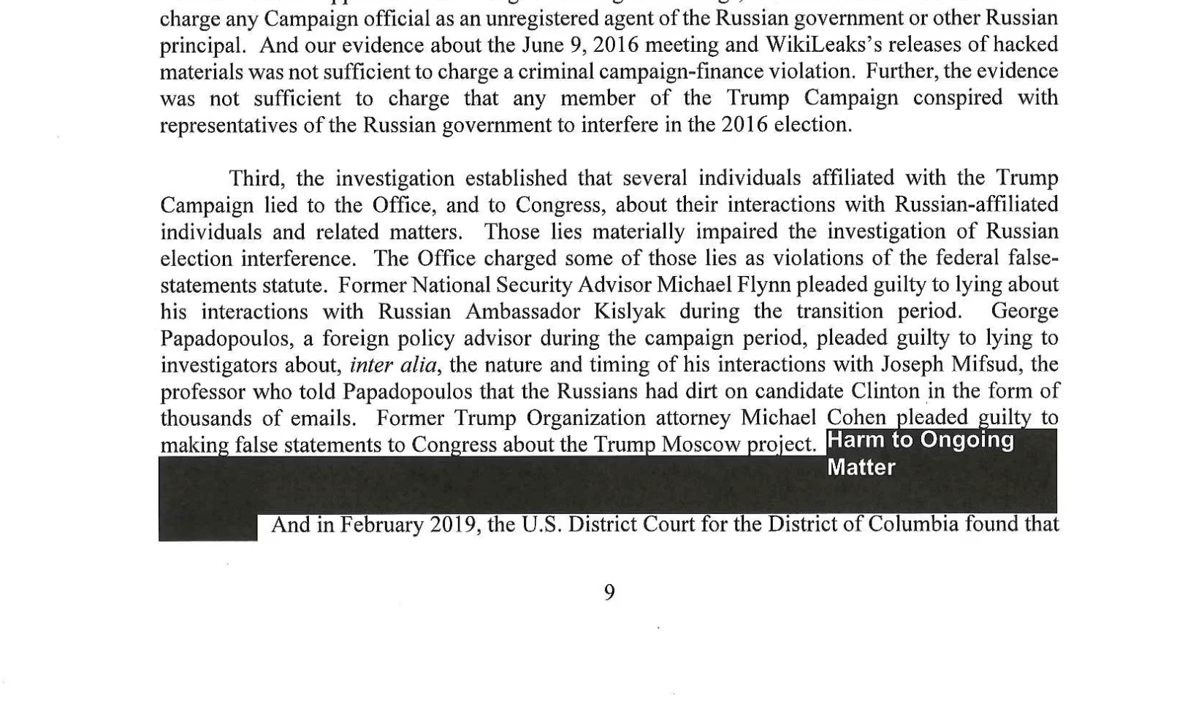 charge any Campaign official as an unregistered agent of the Russian government or other Russian
principal. And our evidence about the June 9, 2016 meeting and WikiLeaks's releases of hacked
materials was not sufficient to charge a criminal campaign-finance violation. Further, the evidence
was not sufficient to charge that any member of the Trump Campaign conspired with
representatives of the Russian government to interfere in the 2016 election.
Third, the investigation established that several individuals affiliated with the Trump
Campaign lied to the Office, and to Congress, about their interactions with Russian-affiliated
individuals and related matters. Those lies materially impaired the investigation of Russian
election interference. The Office charged some of those lies as violations of the federal false-
statements statute. Former National Security Advisor Michael Flynn pleaded guilty to lying about
his interactions with Russian Ambassador Kislyak during the transition period. George
Papadopoulos, a foreign policy advisor during the campaign period, pleaded guilty to lying to
investigators about, inter alia, the nature and timing of his interactions with Joseph Mifsud, the
professor who told Papadopoulos that the Russians had dirt on candidate Clinton in the form of
thousands of emails. Former Trump Organization attorney Michael Cohen pleaded guilty to
making false statements to Congress about the Trump Moscow project. Harm to Ongoing
Matter
And in February 2019, the U.S. District Court for the District of Columbia found that
9